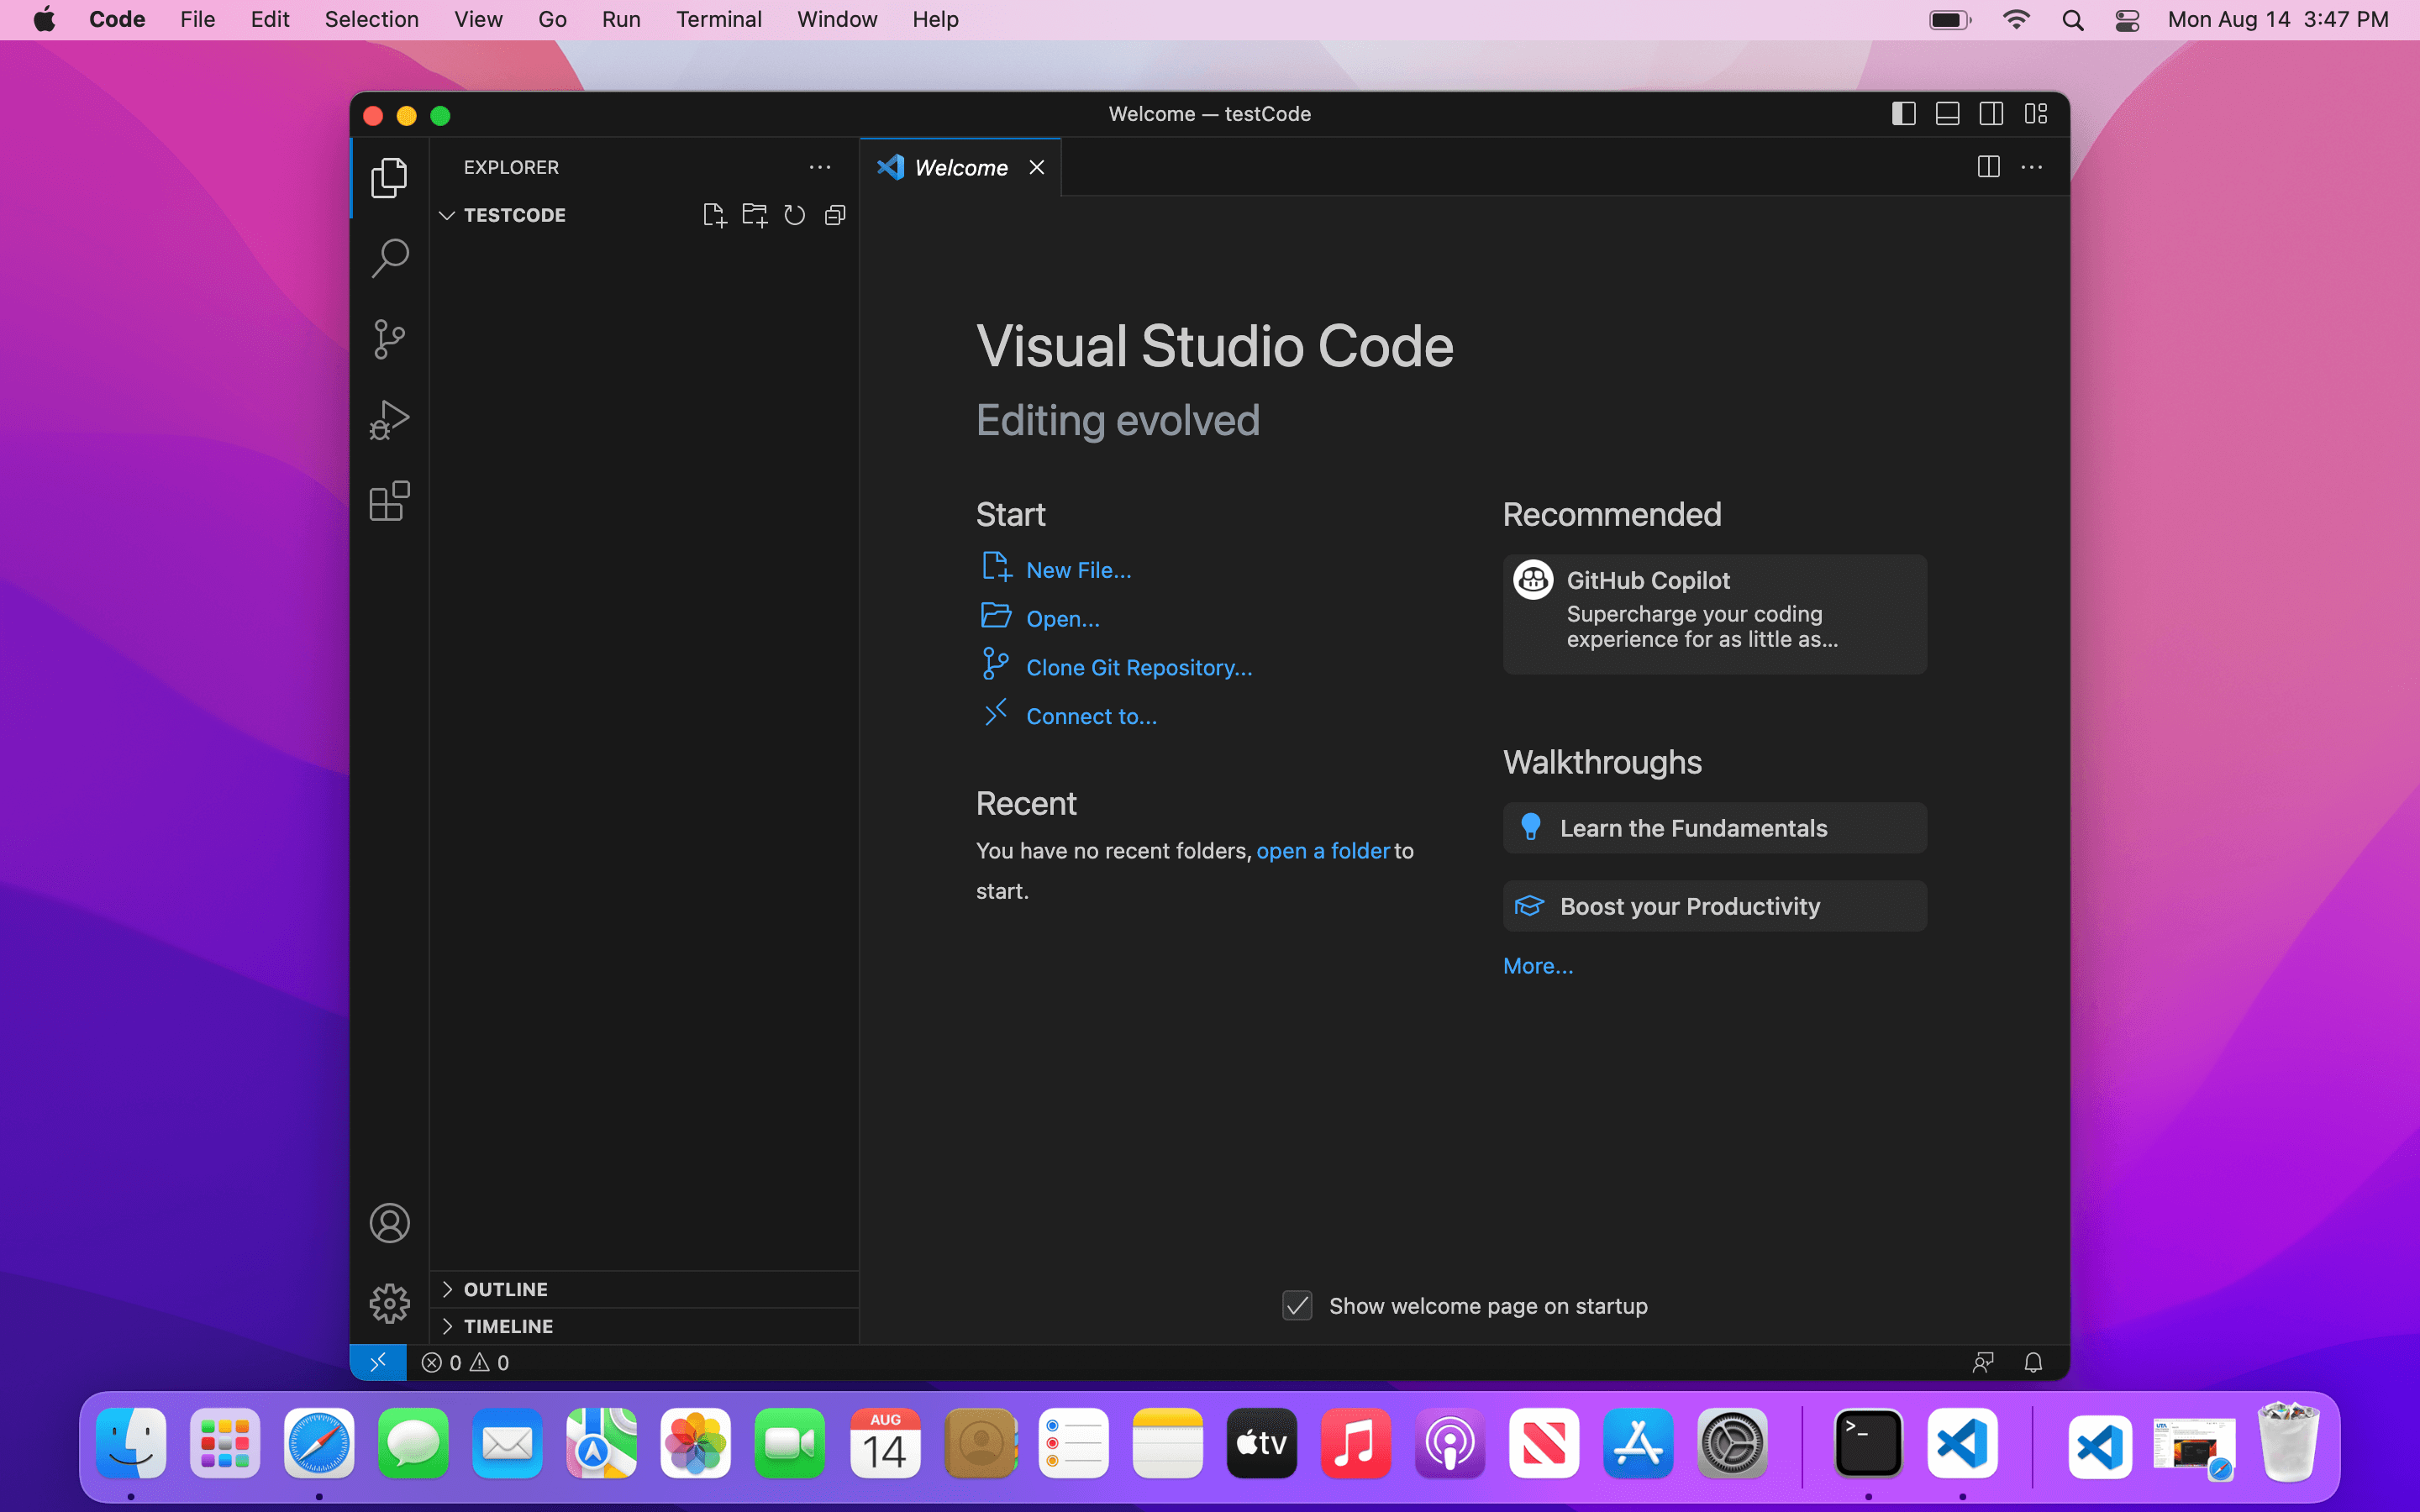 Code File Edit Selection View Go Run Terminal Window Help Mon Aug 14 3:47 PM
Welcome — testCode
EXPLORER
TESTCODE
OUTLINE
TIMELINE
Welcome
Visual Studio Code
Editing evolved
Start
New File...
Open...
Clone Git Repository...
Connect to...
Recent
You have no recent folders, open a folder to
start.
Recommended
GitHub Copilot
Supercharge your coding
experience for as little as...
Walkthroughs
Learn the Fundamentals
Boost your Productivity
More...
Show welcome page on startup
0 0
AUG
14
tv
>_